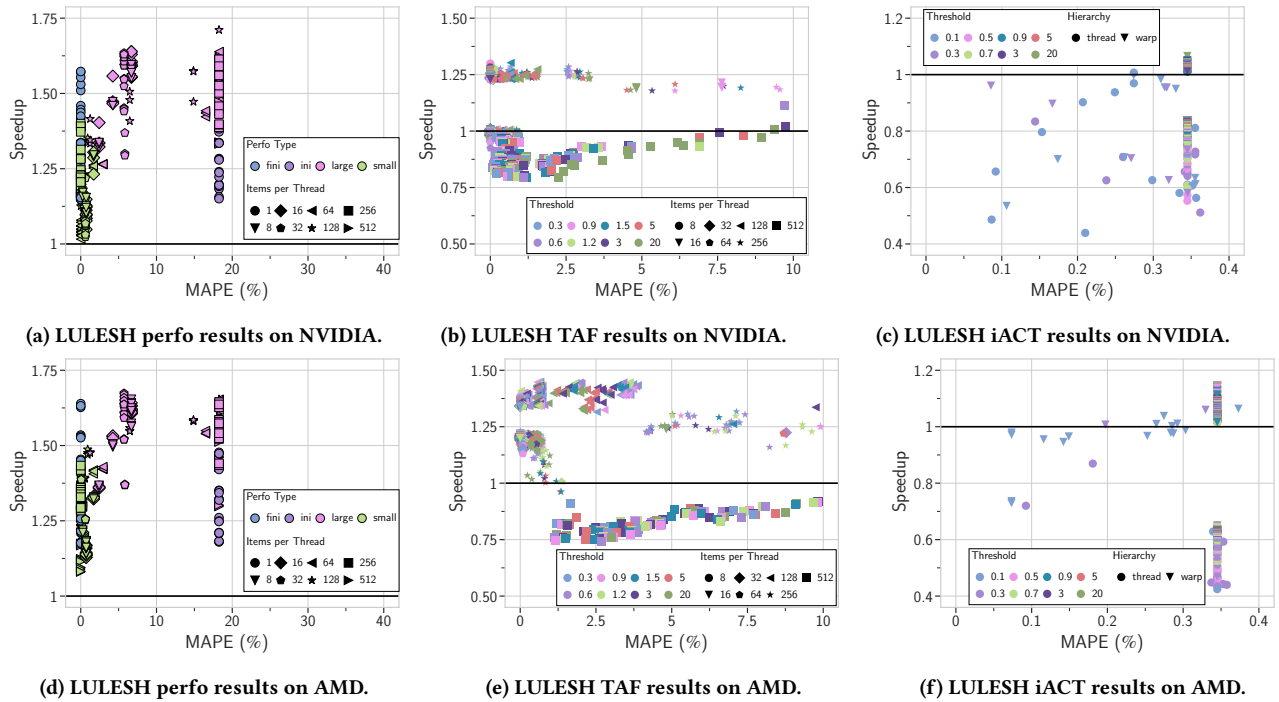 1.75
1.50
1.25
1
Speedup
0 10 20 30 40
MAPE (%)
Perfo Type
fini ini large small
Items per Thread
1 16 64 256
8 32 128 512
(a) LULESH perfo results on NVIDIA.
1.50
1.25
1
0.75
0.50
Speedup
0 2.5 5 7.5 10
MAPE (%)
Threshold Items per Thread
0.3 0.9 1.5 5 8 32 128 512
0.6 1.2 3 20 16 64 256
(b) LULESH TAF results on NVIDIA.
Threshold Hierarchy
0.1 0.5 0.9 5 thread warp
0.3 0.7 3 20
1.2
1
0.8
0.6
0.4
Speedup
0 0.1 0.2 0.3 0.4
MAPE (%)
(c) LULESH iACT results on NVIDIA.
1.75
1.50
1.25
1
Speedup
0 10 20 30 40
MAPE (%)
Perfo Type
fini ini large small
Items per Thread
1 16 64 256
8 32 128 512
(d) LULESH perfo results on AMD.
1.50
1.25
1
0.75
0.50
Speedup
0 2.5 5 7.5 10
MAPE (%)
Threshold Items per Thread
0.3 0.9 1.5 5 8 32 128 512
0.6 1.2 3 20 16 64 256
(e) LULESH TAF results on AMD.
1.2
1
0.8
0.6
0.4
Speedup
0 0.1 0.2 0.3 0.4
MAPE (%)
Threshold Hierarchy
0.1 0.5 0.9 5 thread warp
0.3 0.7 3 20
(f) LULESH iACT results on AMD.